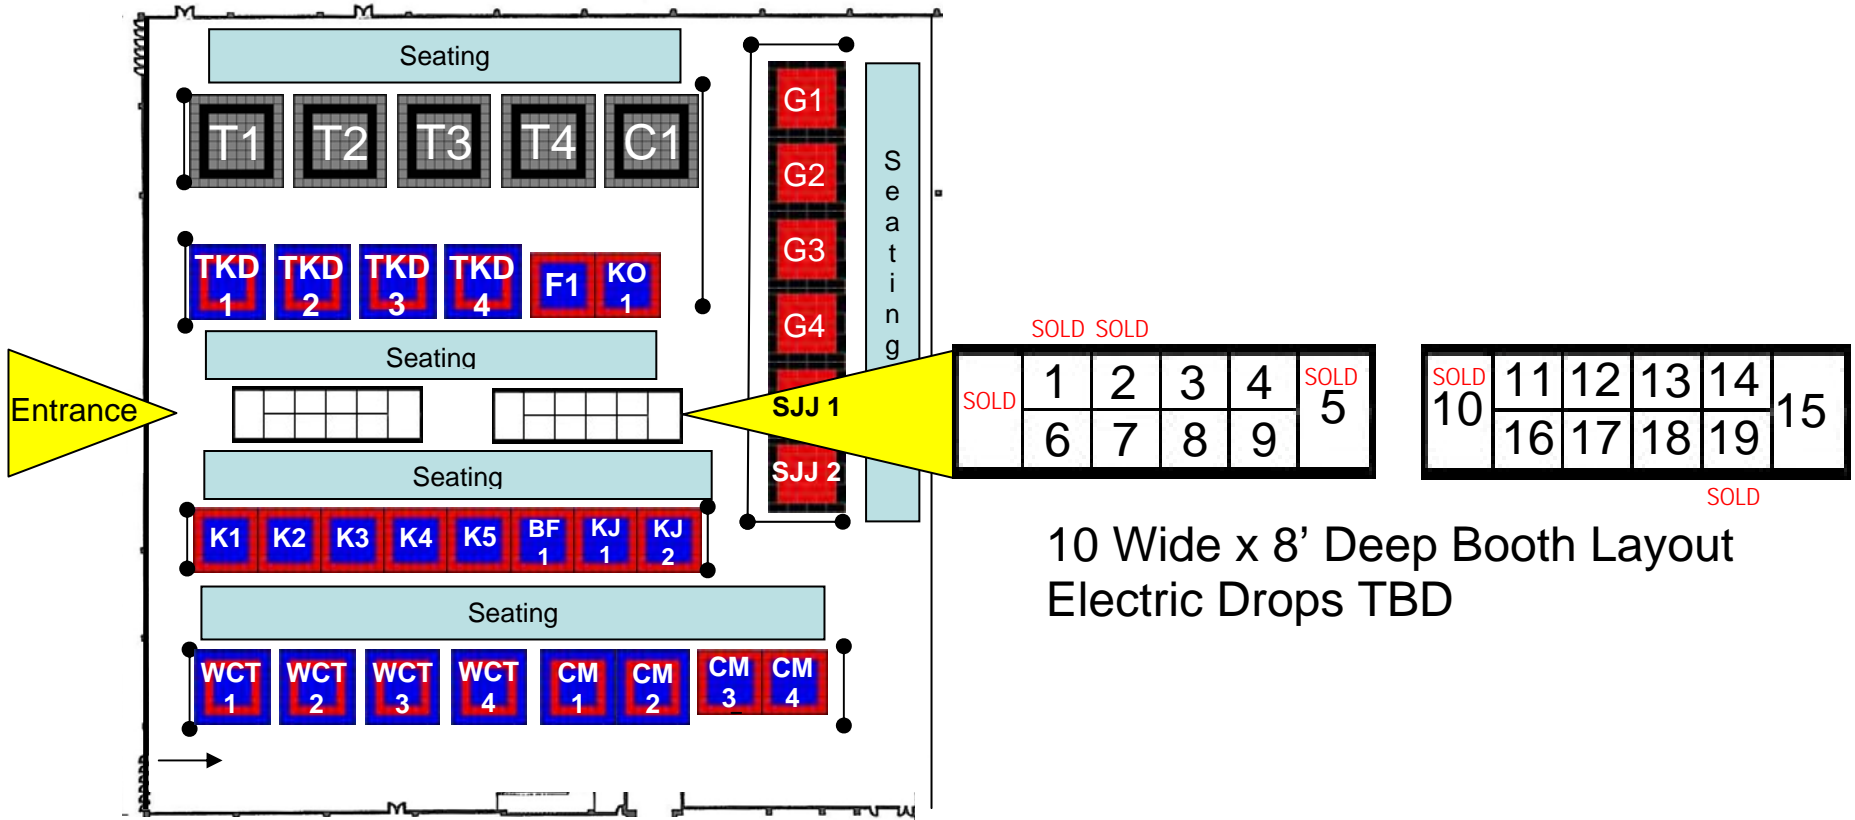 Seating
T1 T2 T3 T4 C1
G1
G2
G3
G4
SJJ 1
SJJ 2
Seating
TKD 1
TKD 2
TKD 3
TKD 4
F1
KO 1
Seating
Entrance
Seating
K1 K2 K3 K4 K5
BF 1
KJ 1
KJ 2
Seating
WCT 1
WCT 2
WCT 3
WCT 4
CM 1
CM 2
CM 3
CM 4
SOLD SOLD
SOLD 1 2 3 4 SOLD 5
6 7 8 9
SOLD 10 11 12 13 14 15
16 17 18 19
SOLD
10 Wide x 8’ Deep Booth Layout
Electric Drops TBD